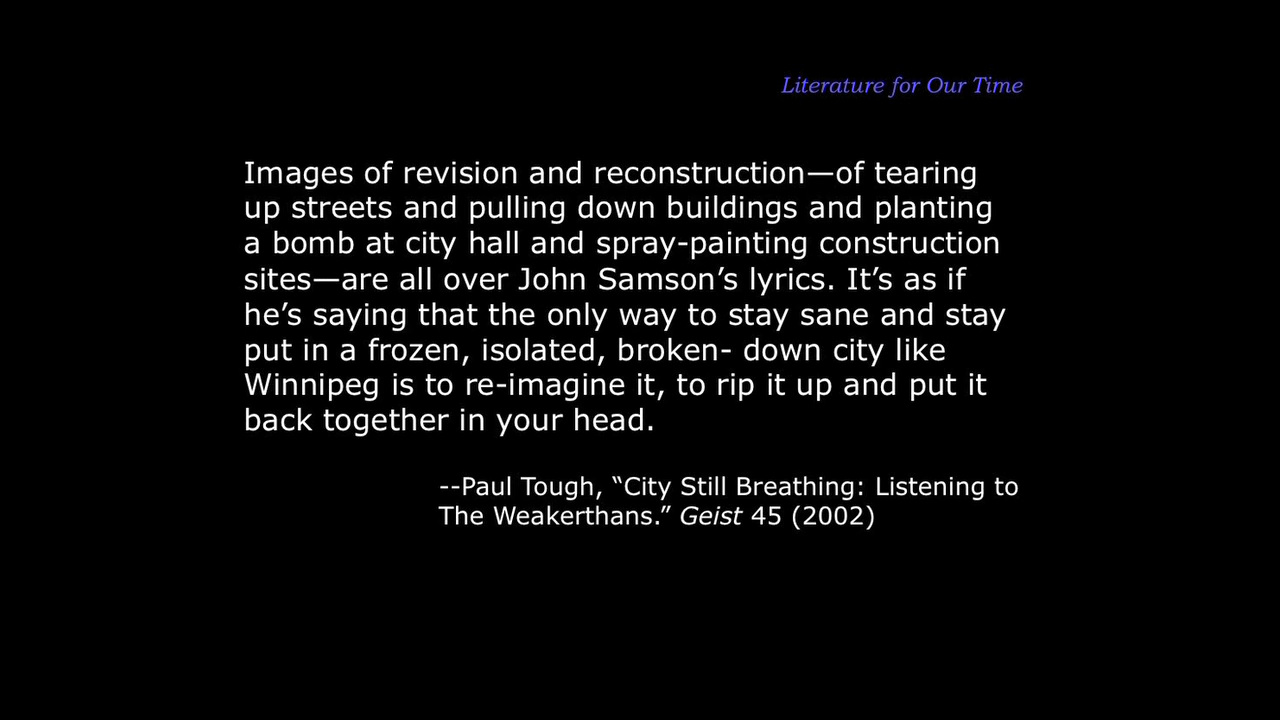 Literature for Our Time
Images of revision and reconstruction—of tearing
up streets and pulling down buildings and planting
a bomb at city hall and spray-painting construction
sites—are all over John Samson’s lyrics. It’s as if
he’s saying that the only way to stay sane and stay
put in a frozen, isolated, broken- down city like
Winnipeg is to re-imagine it, to rip it up and put it
back together in your head.
--Paul Tough, “City Still Breathing: Listening to
The Weakerthans.” Geist 45 (2002)